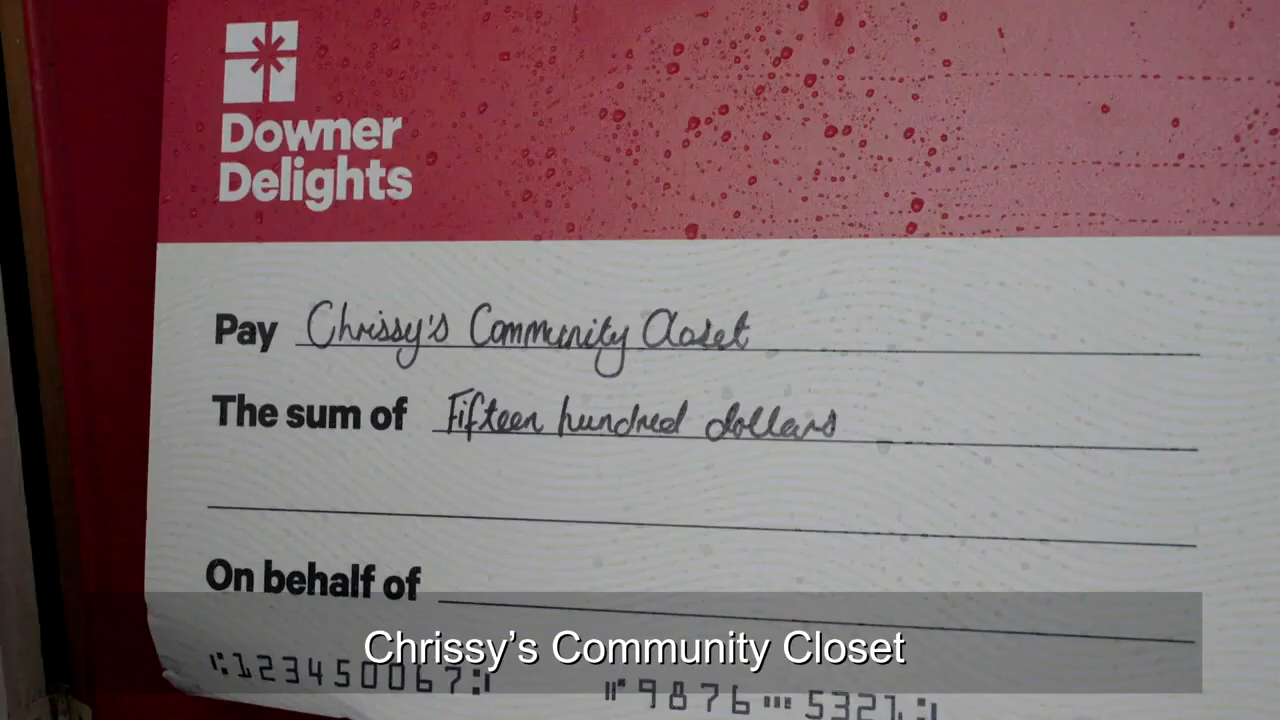 Downer
Delights
Pay Chrissy's Community Closet
The sum of Fifteen hundred dollars
On behalf of
Chrissy’s Community Closet
⑆123450067⑆ ⑈9876⑉5321⑆